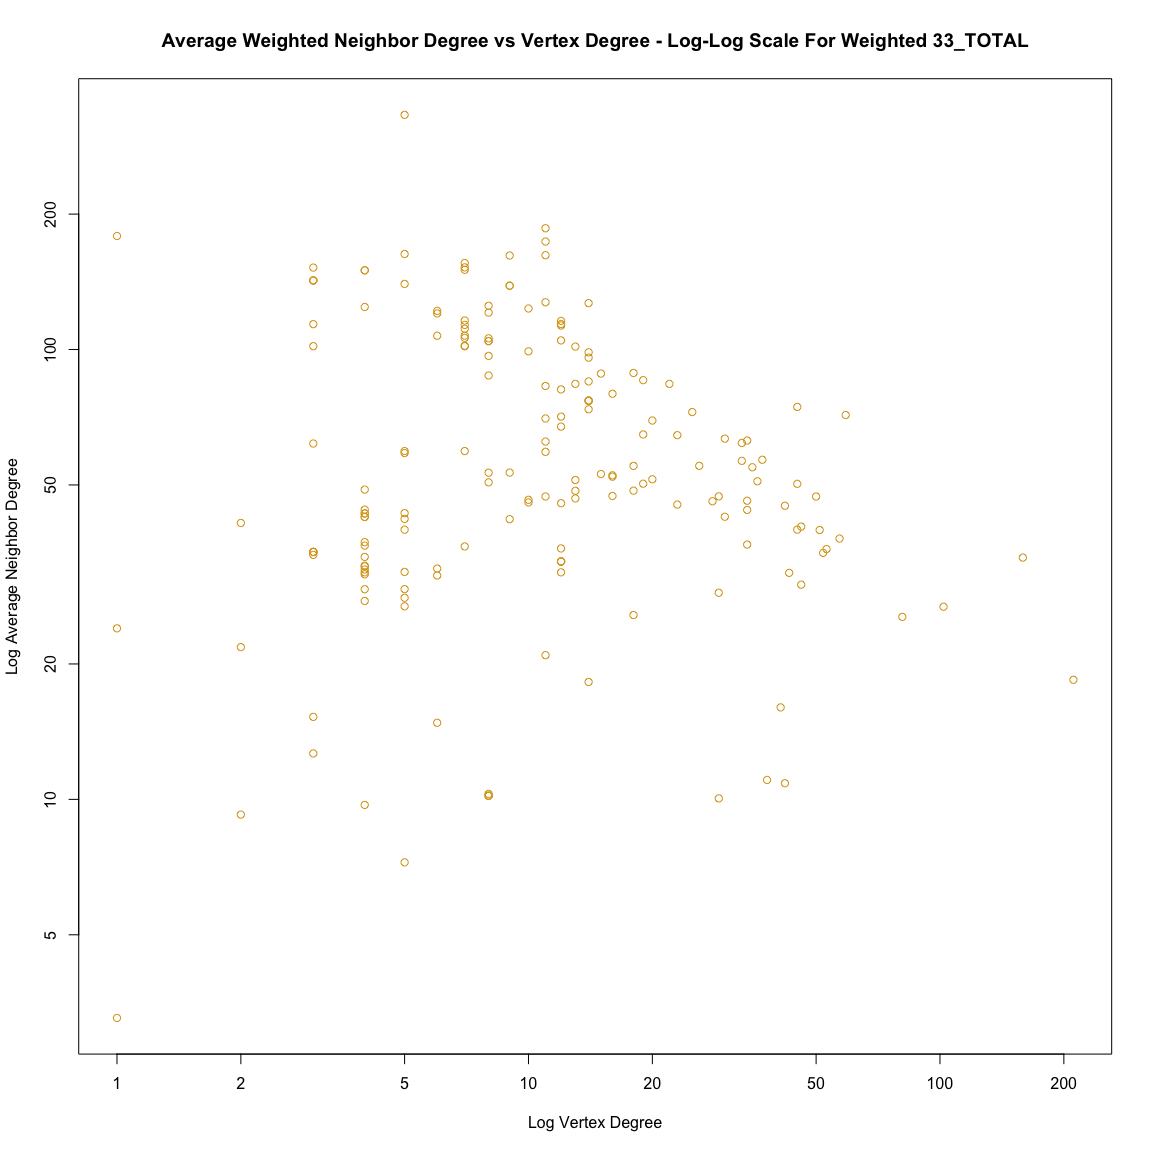 Average Weighted Neighbor Degree vs Vertex Degree - Log-Log Scale For Weighted 33_TOTAL
Log Average Neighbor Degree
200
100
50
20
10
5
1 2 5 10 20 50 100 200
Log Vertex Degree